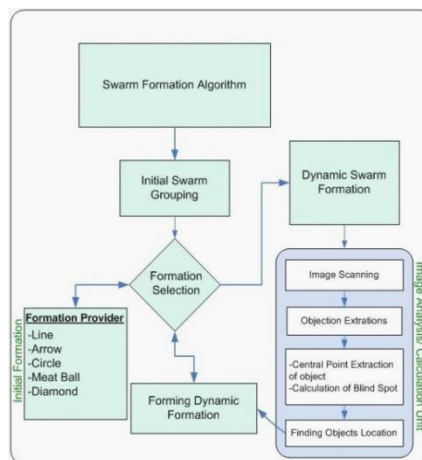 Swarm Formation Algorithm
Initial Swarm
Grouping
Dynamic Swarm
Formation
Formation
Selection
Image Scanning
Objection Extrations
-Central Point Extraction
of object
-Calculation of Blind Spot
Finding Objects Location
Image Analysis/ Calculation Unit
Initial Formation
Formation Provider
-Line
-Arrow
-Circle
-Meat Ball
-Diamond
Forming Dynamic
Formation